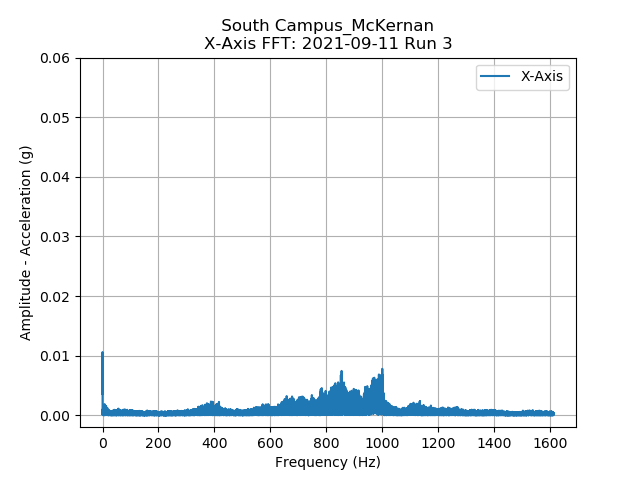 South Campus_McKernan
X-Axis FFT: 2021-09-11 Run 3
X-Axis
0.06
0.05
0.04
0.03
0.02
0.01
0.00
Amplitude - Acceleration (g)
0 200 400 600 800 1000 1200 1400 1600
Frequency (Hz)